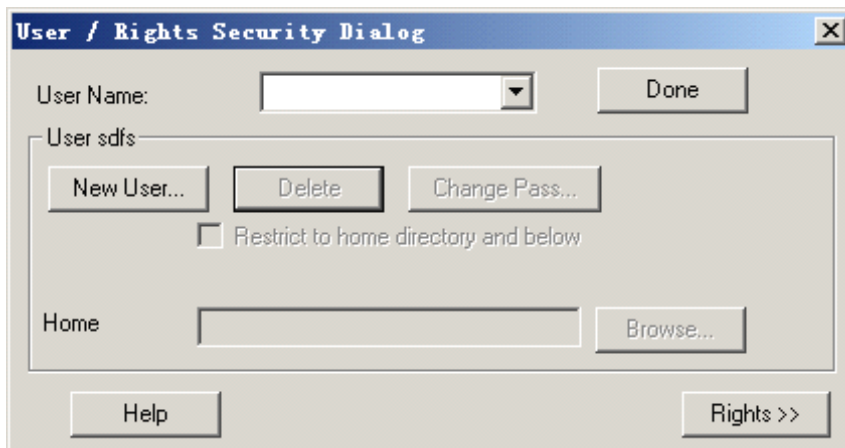 User / Rights Security Dialog
User Name:
Done
User sdfs
New User... Delete Change Pass...
Restrict to home directory and below
Home Browse...
Help Rights >>